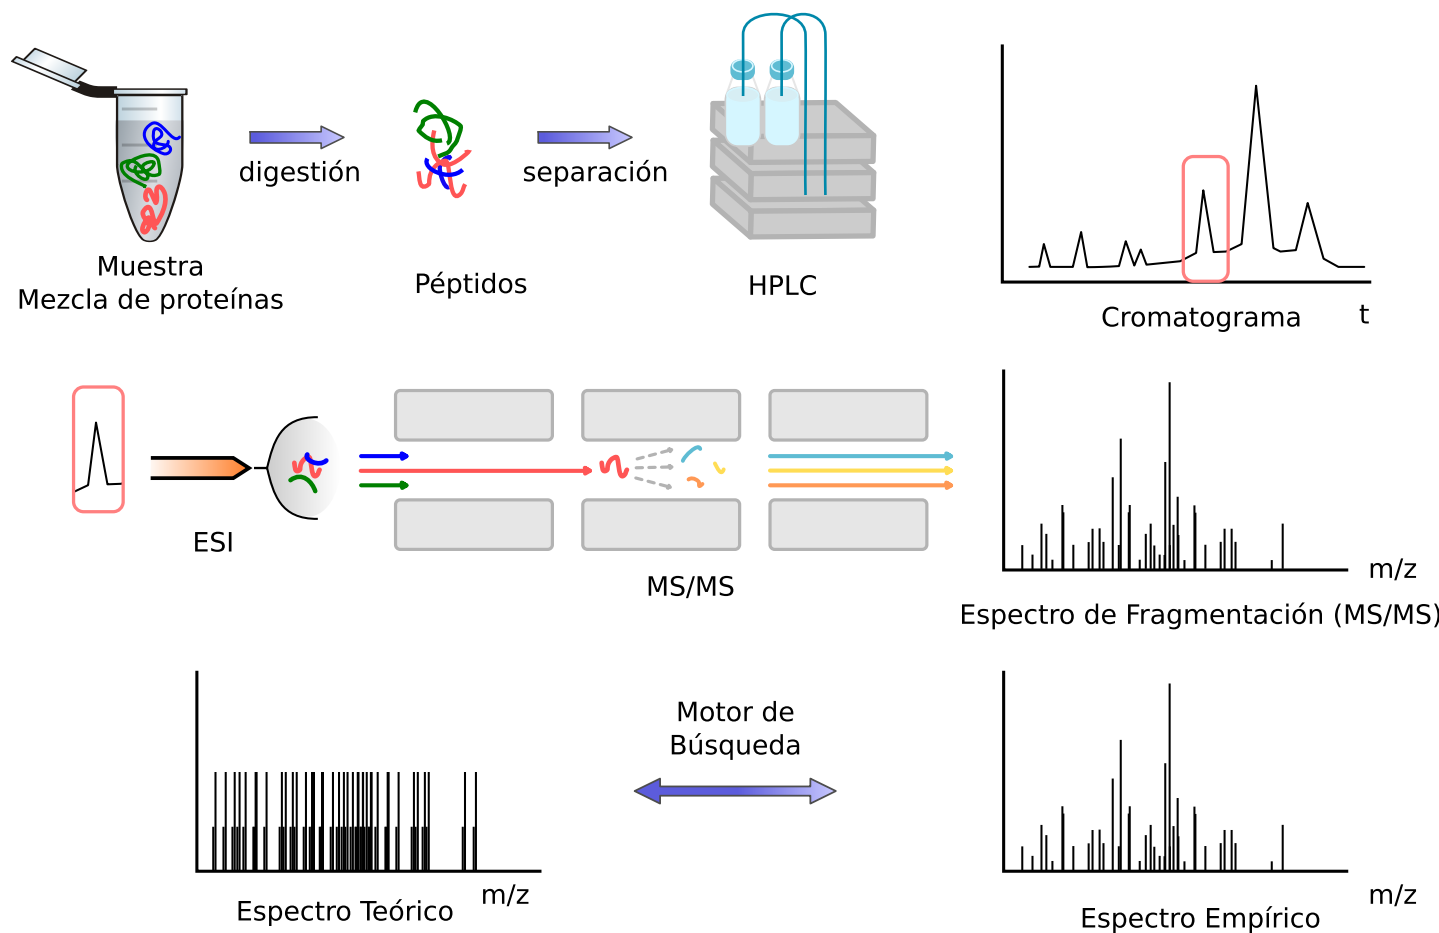 digestión
separación
Muestra
Mezcla de proteínas
Péptidos
HPLC
Cromatograma
t
ESI
MS/MS
m/z
Espectro de Fragmentación (MS/MS)
Motor de
Búsqueda
m/z
Espectro Teórico
m/z
Espectro Empírico